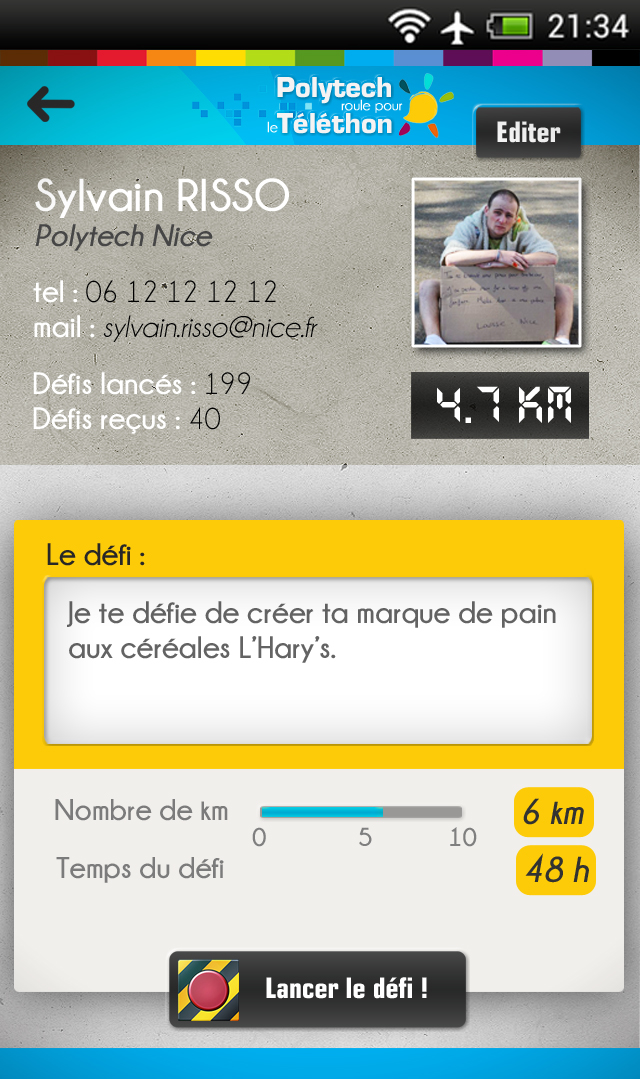 21:34
Polytech
roule pour
le Téléthon
Editer
Sylvain RISSO
Polytech Nice
tel : 06 12 12 12 12
mail : sylvain.risso@nice.fr
Défis lancés : 199
Défis reçus : 40
4.7 KM
Le défi :
Je te défie de créer ta marque de pain
aux céréales L'Hary's.
Nombre de km
0 5 10
6 km
Temps du défi
48 h
Lancer le défi !